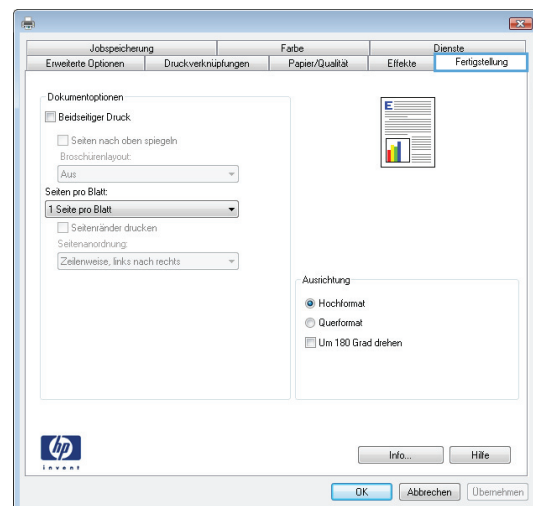 Jobspeicherung Farbe Dienste
Erweiterte Optionen Druckverknüpfungen Papier/Qualität Effekte Fertigstellung
Dokumentoptionen
Beidseitiger Druck
Seiten nach oben spiegeln
Broschürenlayout:
Aus
Seiten pro Blatt:
1 Seite pro Blatt
Seitenränder drucken
Seitenanordnung:
Zeilenweise, links nach rechts
E
Ausrichtung
Hochformat
Querformat
Um 180 Grad drehen
hp
invent
Info... Hilfe
OK Abbrechen Übernehmen